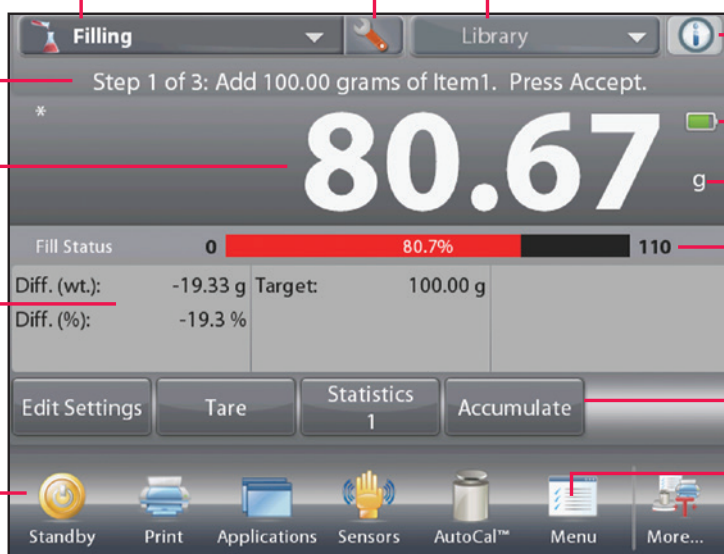 Filling Library
Step 1 of 3: Add 100.00 grams of Item1. Press Accept.
*
80.67
g
Fill Status 0 80.7% 110
Diff. (wt.): -19.33 g Target: 100.00 g
Diff. (%): -19.3 %
Edit Settings Tare Statistics Accumulate
1
Standby Print Applications Sensors AutoCal™ Menu More...